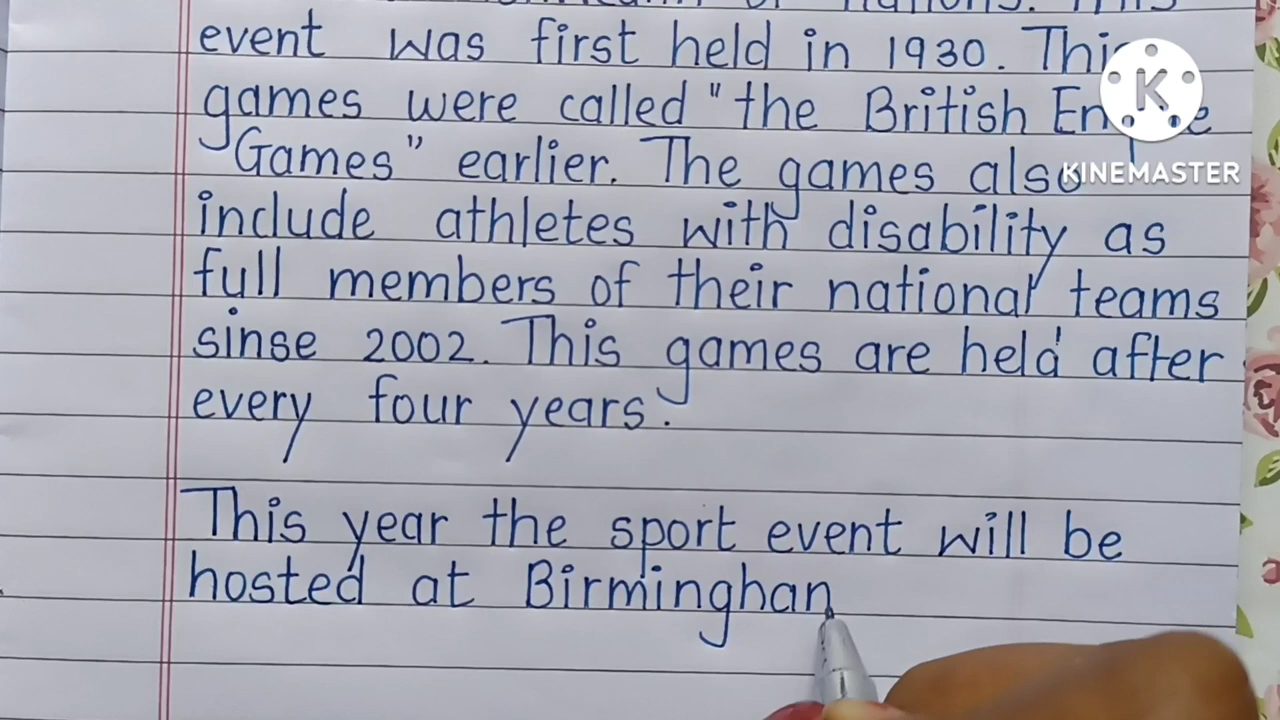 nations. This
event was first held in 1930. This
games were called "the British Empire
Games" earlier. The games also
include athletes with disability as
full members of their national teams
sinse 2002. This games are held after
every four years.
This year the sport event will be
hosted at Birminghan
K
KINEMASTER